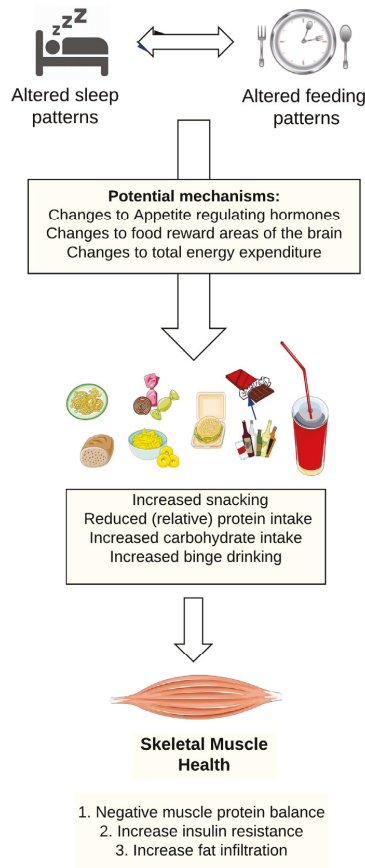 zzZ
Altered sleep
patterns
Altered feeding
patterns
Potential mechanisms:
Changes to Appetite regulating hormones
Changes to food reward areas of the brain
Changes to total energy expenditure
Increased snacking
Reduced (relative) protein intake
Increased carbohydrate intake
Increased binge drinking
Skeletal Muscle
Health
1. Negative muscle protein balance
2. Increase insulin resistance
3. Increase fat infiltration